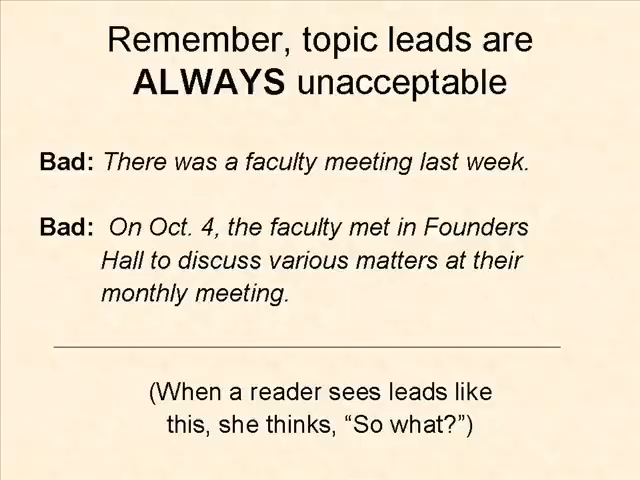 Remember, topic leads are
ALWAYS unacceptable
Bad: There was a faculty meeting last week.
Bad: On Oct. 4, the faculty met in Founders
Hall to discuss various matters at their
monthly meeting.
(When a reader sees leads like
this, she thinks, “So what?”)